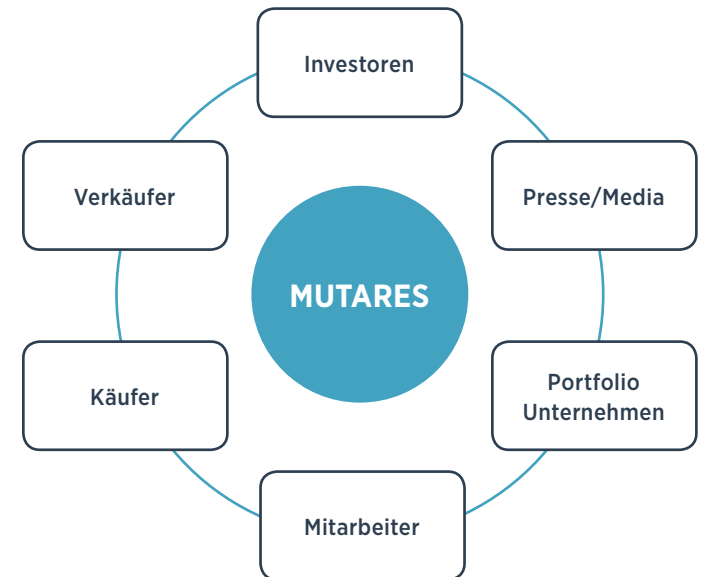 Investoren
Verkäufer
Presse/Media
MUTARES
Käufer
Portfolio
Unternehmen
Mitarbeiter